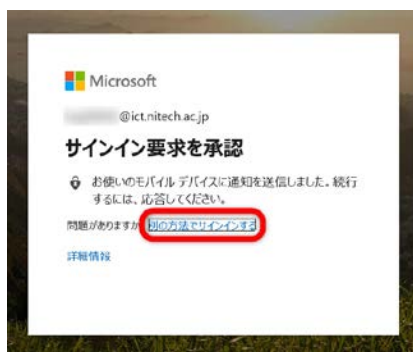 Microsoft
@ict.nitech.ac.jp
サインイン要求を承認
お使いのモバイル デバイスに通知を送信しました。続行
するには、応答してください。
問題がありますか 別の方法でサインインする
詳細情報